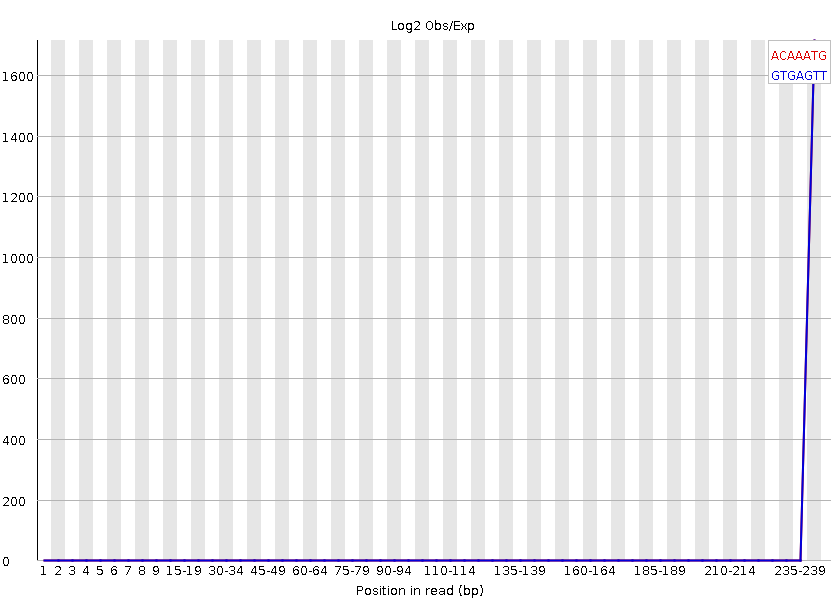 Log2 Obs/Exp
ACAAATG
GTGAGTT
1600
1400
1200
1000
800
600
400
200
0
1 2 3 4 5 6 7 8 9 15-19 30-34 45-49 60-64 75-79 90-94 110-114 135-139 160-164 185-189 210-214 235-239
Position in read (bp)